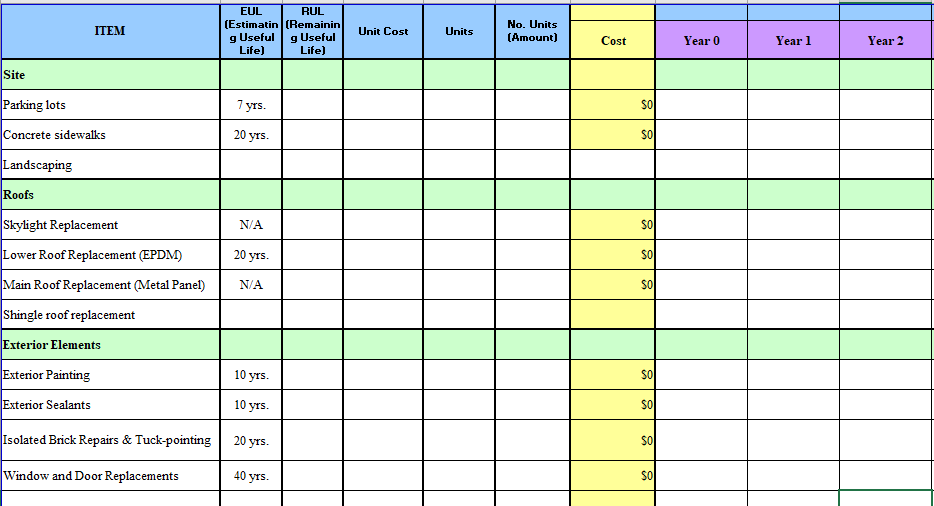 ITEM EUL (Estimatin g Useful Life) RUL (Remainin g Useful Life) Unit Cost Units No. Units (Amount) Cost Year 0 Year 1 Year 2
Site
Parking lots 7 yrs. $0
Concrete sidewalks 20 yrs. $0
Landscaping
Roofs
Skylight Replacement N/A $0
Lower Roof Replacement (EPDM) 20 yrs. $0
Main Roof Replacement (Metal Panel) N/A $0
Shingle roof replacement
Exterior Elements
Exterior Painting 10 yrs. $0
Exterior Sealants 10 yrs. $0
Isolated Brick Repairs & Tuck-pointing 20 yrs. $0
Window and Door Replacements 40 yrs. $0